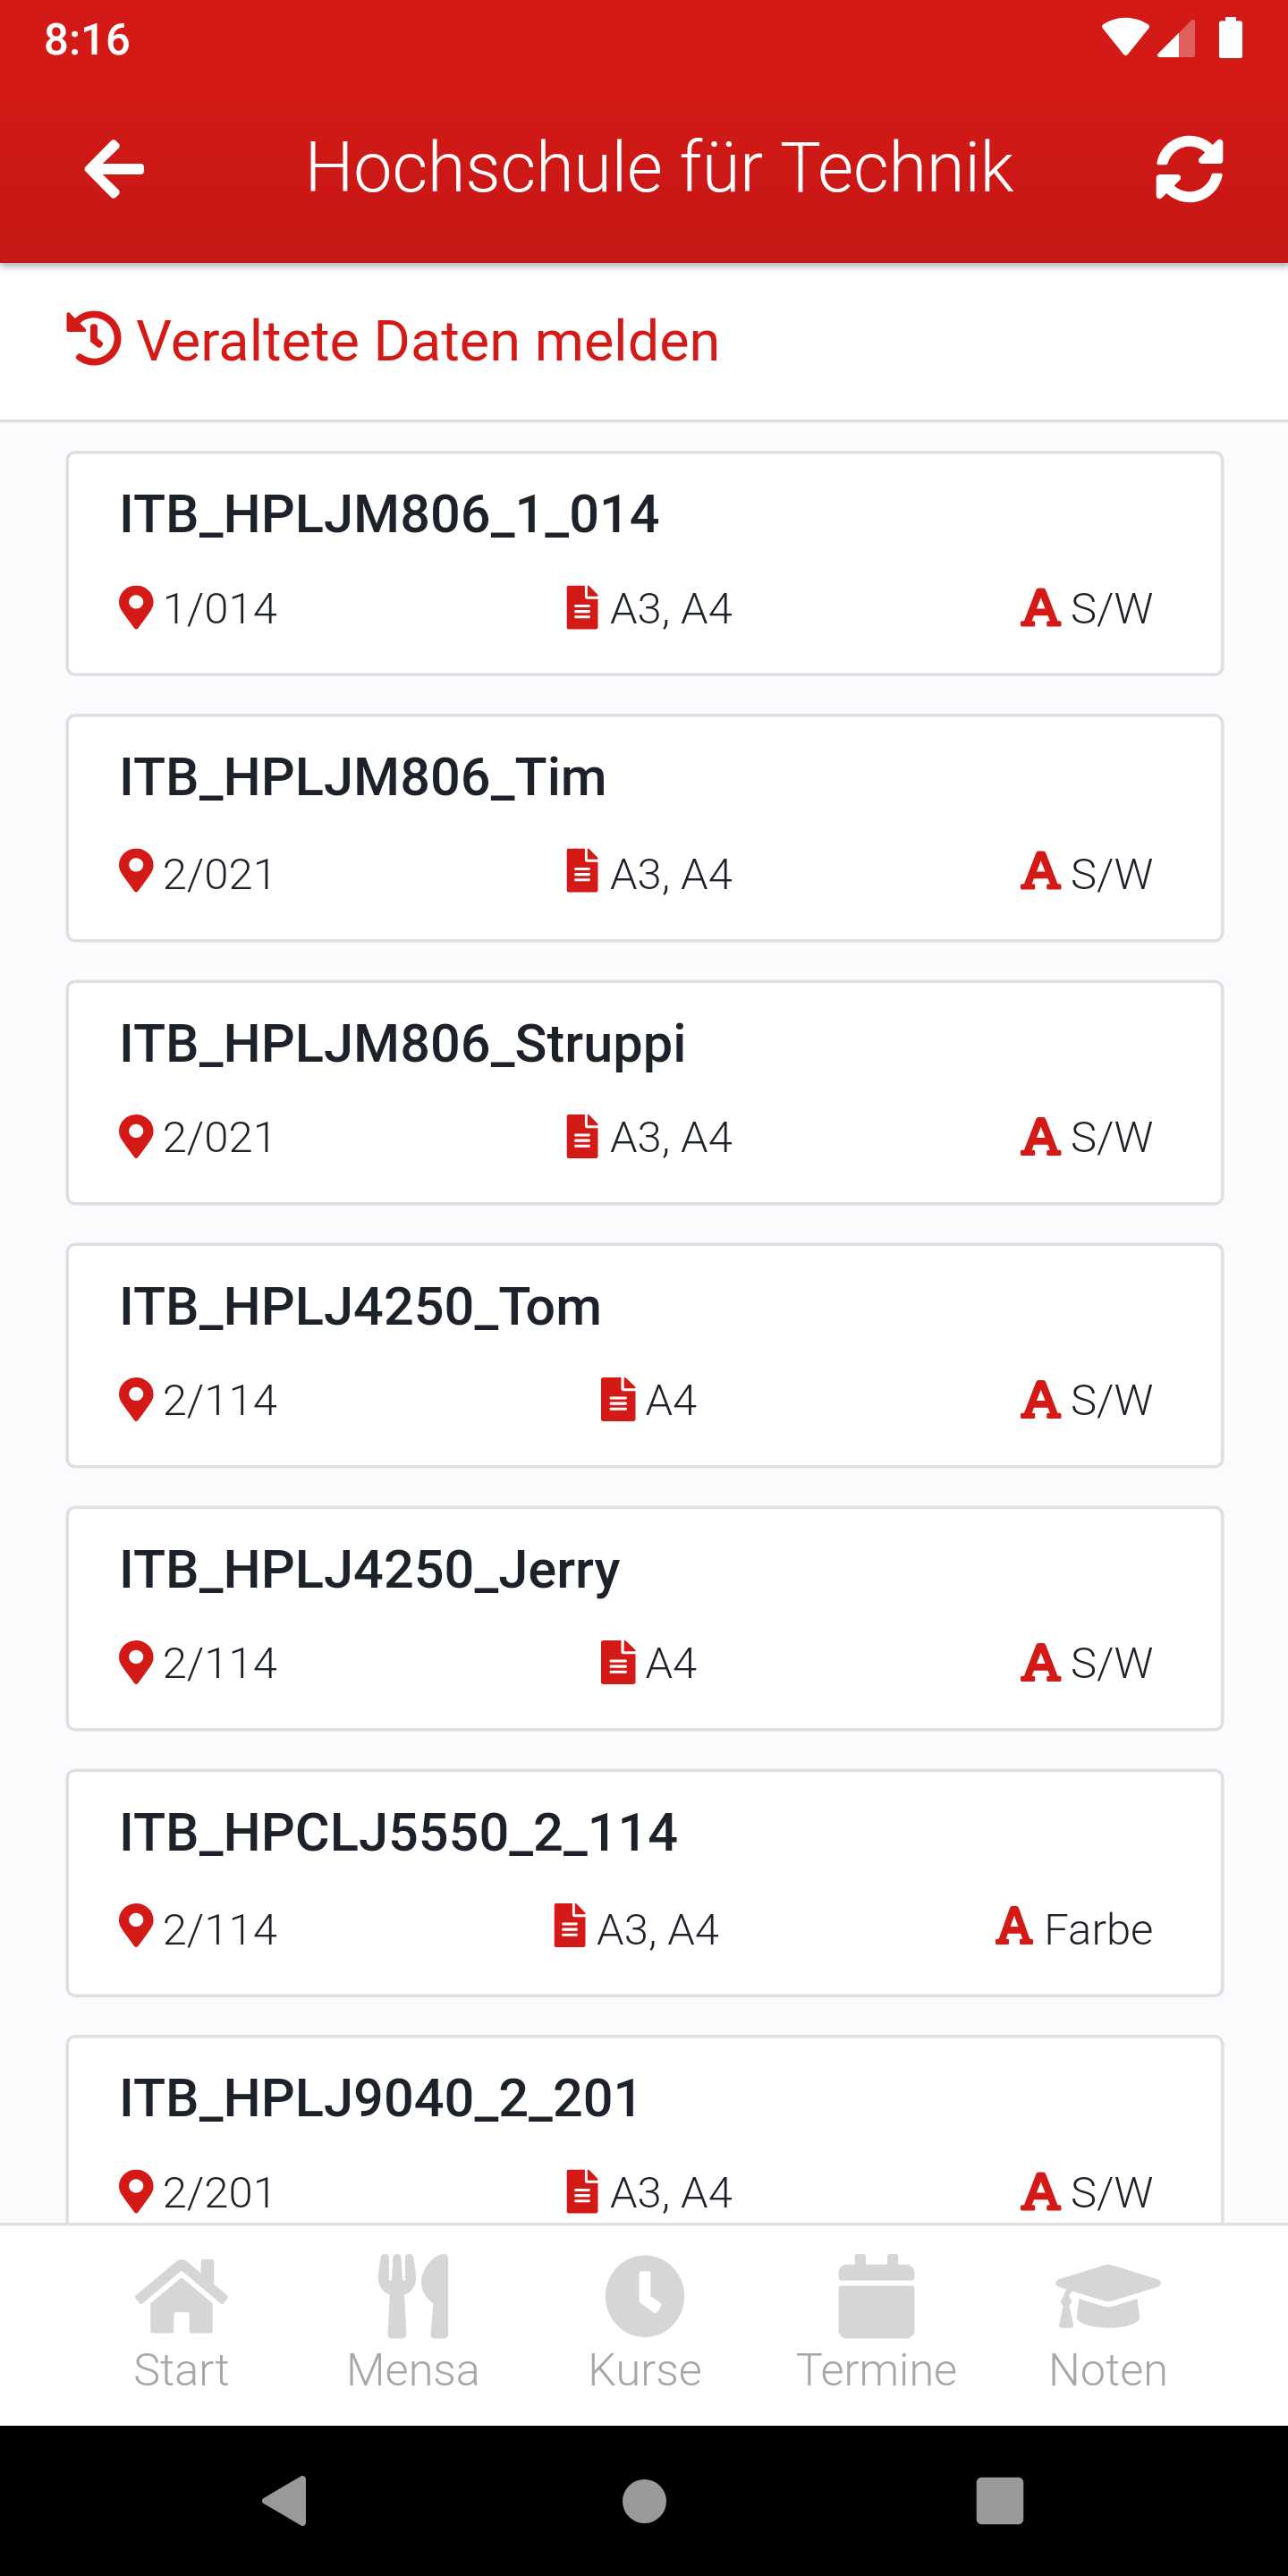 8:16
Hochschule für Technik
Veraltete Daten melden
ITB_HPLJM806_1_014
1/014 A3, A4 S/W
ITB_HPLJM806_Tim
2/021 A3, A4 S/W
ITB_HPLJM806_Struppi
2/021 A3, A4 S/W
ITB_HPLJ4250_Tom
2/114 A4 S/W
ITB_HPLJ4250_Jerry
2/114 A4 S/W
ITB_HPCLJ5550_2_114
2/114 A3, A4 Farbe
ITB_HPLJ9040_2_201
2/201 A3, A4 S/W
Start Mensa Kurse Termine Noten